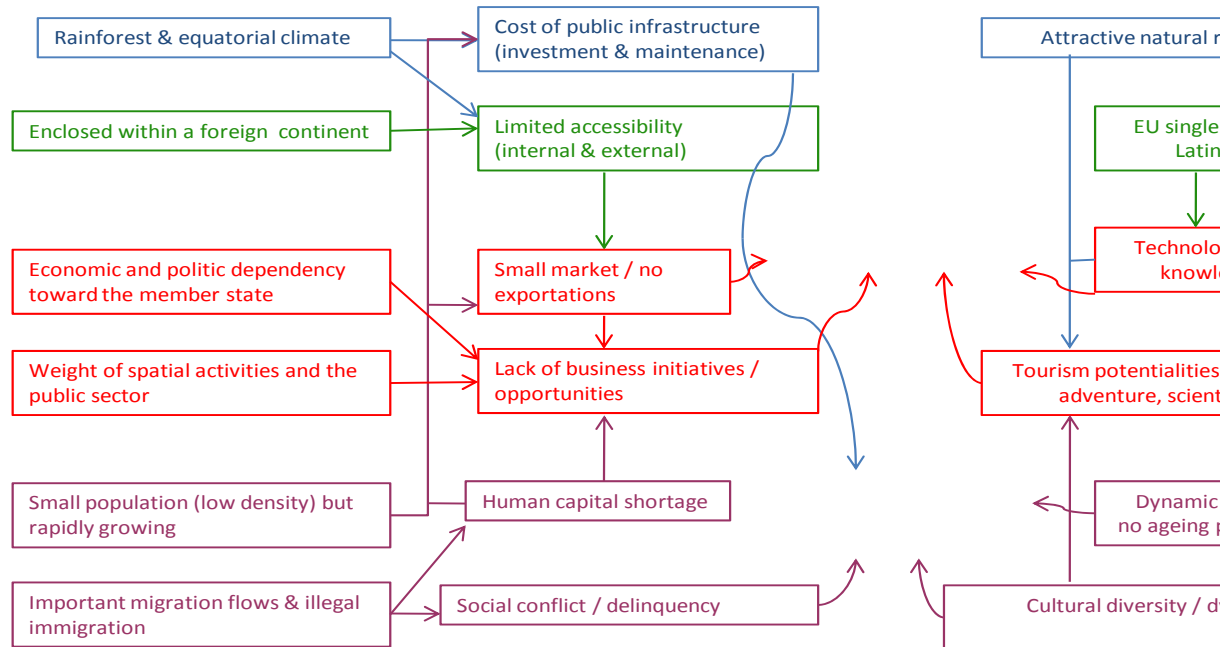 Rainforest & equatorial climate
Cost of public infrastructure
(investment & maintenance)
Attractive natural
Enclosed within a foreign  continent
Limited accessibility
(internal & external)
EU single
Latin
Economic and politic dependency
toward the member state
Small market / no
exportations
Weight of spatial activities and the
public sector
Lack of business initiatives /
opportunities
Tourism potentialities
adventure,
Small population (low density) but
rapidly growing
Human capital shortage
Dynamic
no ageing
Important migration flows & illegal
immigration
Social conflict / delinquency
Cultural diversity /